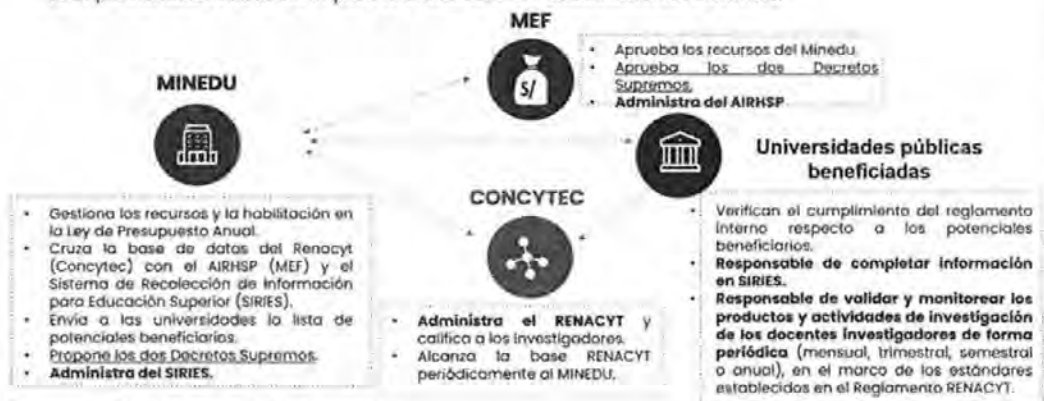 MEF
S/
• Aprueba los recursos del Minedu.
• Aprueba los dos Decretos
Supremos.
• Administra del AIRHSP
MINEDU
• Gestiona los recursos y la habilitación en
la Ley de Presupuesto Anual.
• Cruza la base de datos del Renacyt
(Concytec) con el AIRHSP (MEF) y el
Sistema de Recolección de Información
para Educación Superior (SIRIES).
• Envía a las universidades la lista de
potenciales beneficiarios.
• Propone los dos Decretos Supremos.
• Administra del SIRIES.
CONCYTEC
• Administra el RENACYT y
califica a los investigadores.
• Alcanza la base RENACYT
periódicamente al MINEDU.
Universidades públicas
beneficiadas
• Verifican el cumplimiento del reglamento
interno respecto a los potenciales
beneficiarios.
• Responsable de completar información
en SIRIES.
• Responsable de validar y monitorear los
productos y actividades de investigación
de los docentes investigadores de forma
periódica (mensual, trimestral, semestral
o anual), en el marco de los estándares
establecidos en el Reglamento RENACYT.